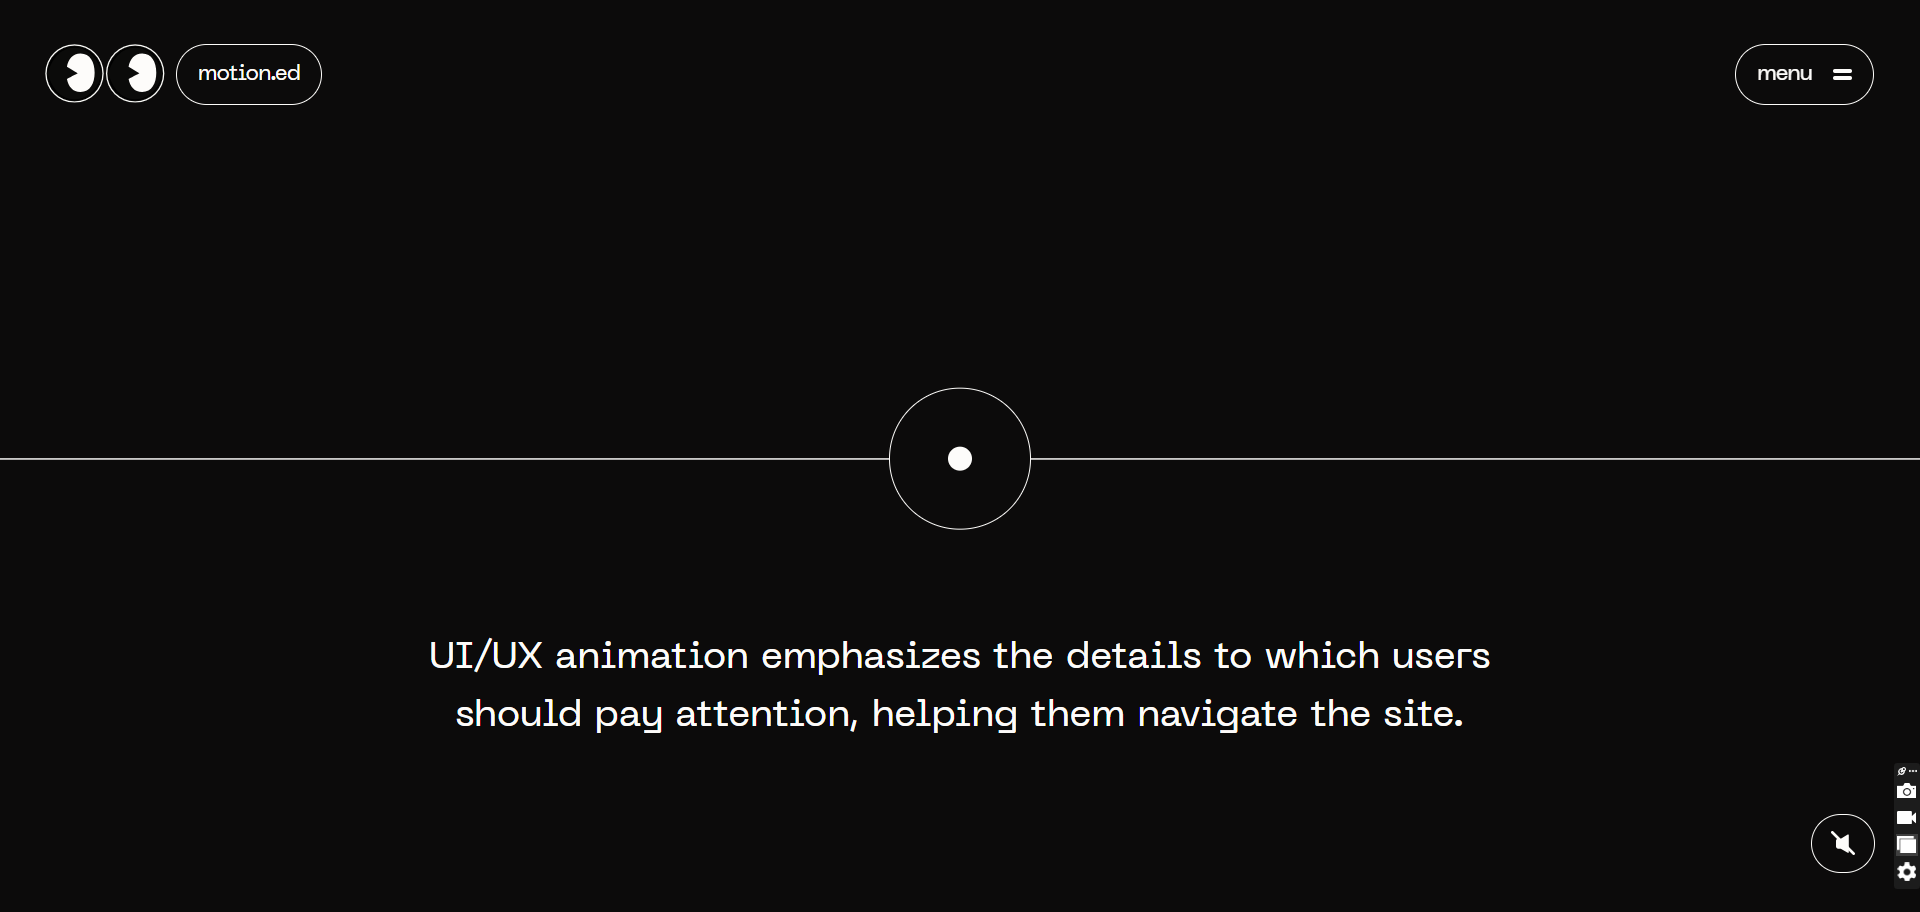 motion.ed
menu
UI/UX animation emphasizes the details to which users
should pay attention, helping them navigate the site.